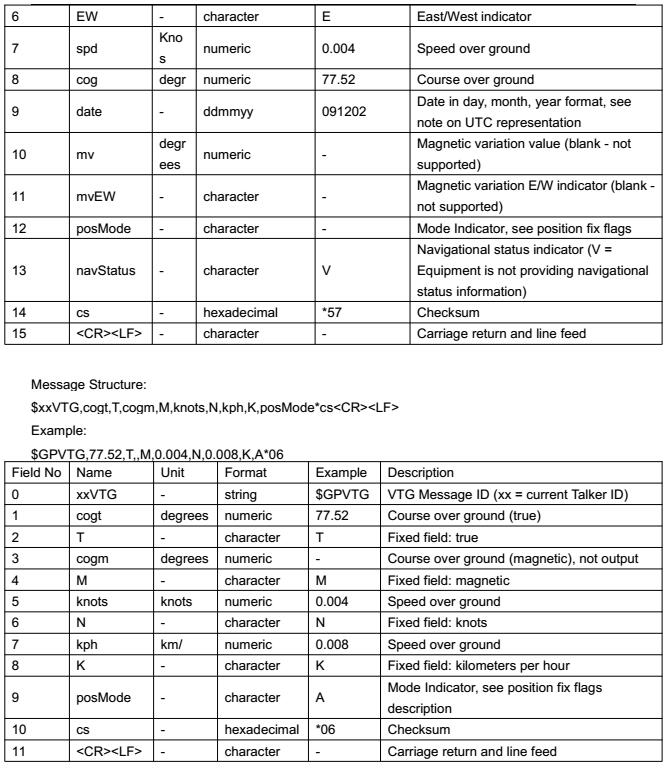 6 EW - character E East/West indicator
7 spd Kno
s numeric 0.004 Speed over ground
8 cog degr numeric 77.52 Course over ground
9 date - ddmmyy 091202 Date in day, month, year format, see
note on UTC representation
10 mv degr
ees numeric - Magnetic variation value (blank - not
supported)
11 mvEW - character - Magnetic variation E/W indicator (blank -
not supported)
12 posMode - character - Mode Indicator, see position fix flags
13 navStatus - character V Navigational status indicator (V =
Equipment is not providing navigational
status information)
14 cs - hexadecimal *57 Checksum
15 <CR><LF> - character - Carriage return and line feed
Message Structure:
$xxVTG,cogt,T,cogm,M,knots,N,kph,K,posMode*cs<CR><LF>
Example:
$GPVTG,77.52,T,,M,0.004,N,0.008,K,A*06
Field No Name Unit Format Example Description
0 xxVTG - string $GPVTG VTG Message ID (xx = current Talker ID)
1 cogt degrees numeric 77.52 Course over ground (true)
2 T - character T Fixed field: true
3 cogm degrees numeric - Course over ground (magnetic), not output
4 M - character M Fixed field: magnetic
5 knots knots numeric 0.004 Speed over ground
6 N - character N Fixed field: knots
7 kph km/ numeric 0.008 Speed over ground
8 K - character K Fixed field: kilometers per hour
9 posMode - character A Mode Indicator, see position fix flags
description
10 cs - hexadecimal *06 Checksum
11 <CR><LF> - character - Carriage return and line feed